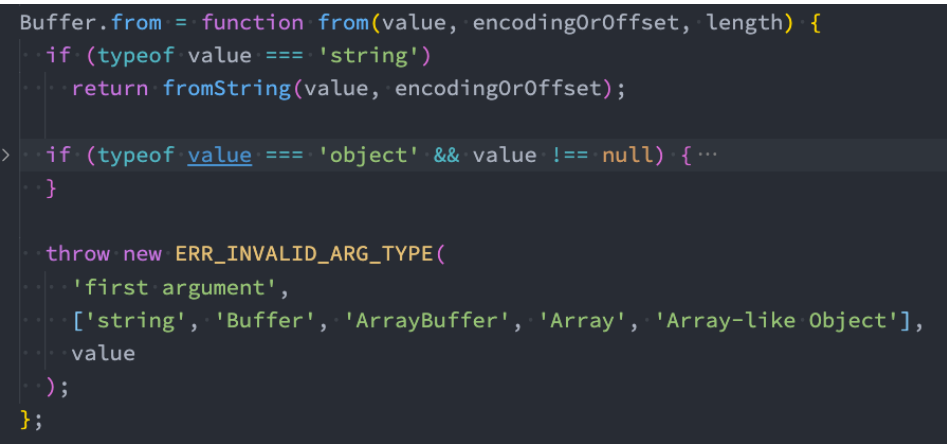 Buffer.from = function from(value, encodingOrOffset, length) {
if (typeof value === 'string')
return fromString(value, encodingOrOffset);
if (typeof value === 'object' && value !== null) { ⋯
}
throw new ERR_INVALID_ARG_TYPE(
'first argument',
['string', 'Buffer', 'ArrayBuffer', 'Array', 'Array-like Object'],
value
);
};